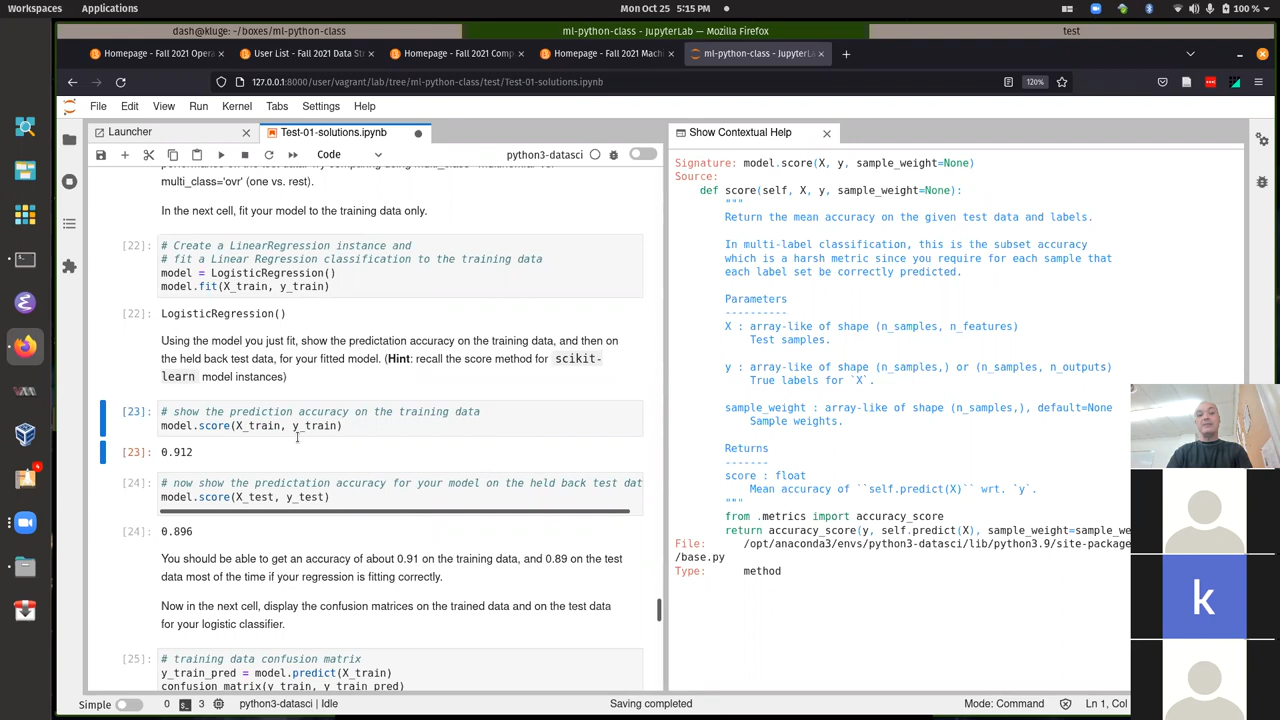 Workspaces Applications Mon Oct 25 5:15 PM 100 %
dash@kluge: ~/boxes/ml-python-class ml-python-class — JupyterLab — Mozilla Firefox test
Homepage - Fall 2021 Opera User List - Fall 2021 Data Str Homepage - Fall 2021 Comp Homepage - Fall 2021 Machi ml-python-class - JupyterLab
127.0.0.1:8000/user/vagrant/lab/tree/ml-python-class/test/Test-01-solutions.ipynb 120%
File Edit View Run Kernel Tabs Settings Help
Launcher Test-01-solutions.ipynb Show Contextual Help
Code python3-datasci
multi_class='ovr' (one vs. rest).
In the next cell, fit your model to the training data only.
[22]: # Create a LinearRegression instance and
# fit a Linear Regression classification to the training data
model = LogisticRegression()
model.fit(X_train, y_train)
[22]: LogisticRegression()
Using the model you just fit, show the predictation accuracy on the training data, and then on
the held back test data, for your fitted model. (Hint: recall the score method for scikit-
learn model instances)
[23]: # show the prediction accuracy on the training data
model.score(X_train, y_train)
[23]: 0.912
[24]: # now show the predictation accuracy for your model on the held back test dat
model.score(X_test, y_test)
[24]: 0.896
You should be able to get an accuracy of about 0.91 on the training data, and 0.89 on the test
data most of the time if your regression is fitting correctly.
Now in the next cell, display the confusion matrices on the trained data and on the test data
for your logistic classifier.
[25]: # training data confusion matrix
y_train_pred = model.predict(X_train)
confusion_matrix(y_train, y_train_pred)
Signature: model.score(X, y, sample_weight=None)
Source:
def score(self, X, y, sample_weight=None):
"""
Return the mean accuracy on the given test data and labels.
In multi-label classification, this is the subset accuracy
which is a harsh metric since you require for each sample that
each label set be correctly predicted.
Parameters
----------
X : array-like of shape (n_samples, n_features)
Test samples.
y : array-like of shape (n_samples,) or (n_samples, n_outputs)
True labels for `X`.
sample_weight : array-like of shape (n_samples,), default=None
Sample weights.
Returns
-------
score : float
Mean accuracy of ``self.predict(X)`` wrt. `y`.
"""
from .metrics import accuracy_score
return accuracy_score(y, self.predict(X), sample_weight=sample_we
File: /opt/anaconda3/envs/python3-datasci/lib/python3.9/site-package
/base.py
Type: method
k
Simple 0 3 python3-datasci | Idle Saving completed Mode: Command Ln 1, Col